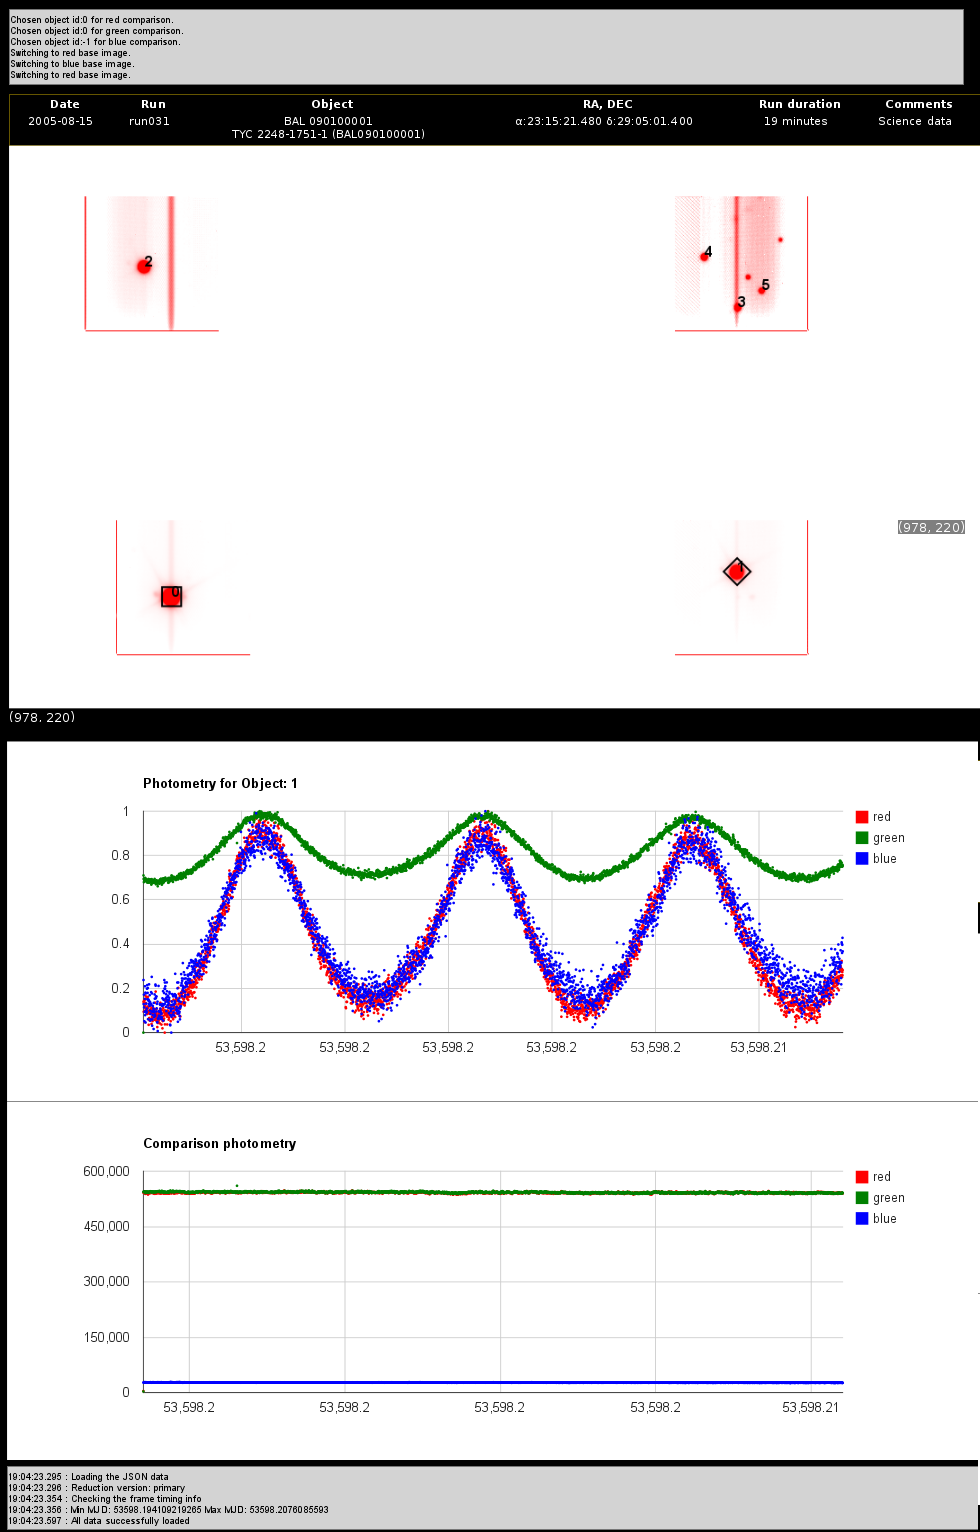 Chosen object id:0 for red comparison.
Chosen object id:0 for green comparison.
Chosen object id:-1 for blue comparison.
Switching to red base image.
Switching to blue base image.
Switching to red base image.
Date Run Object RA, DEC Run duration Comments
2005-08-15 run031 BAL 090100001 α:23:15:21.480 δ:29:05:01.400 19 minutes Science data
TYC 2248-1751-1 (BAL090100001)
2
4
5
3
(978, 220)
0
1
(978, 220)
Photometry for Object: 1
1
0.8
0.6
0.4
0.2
0
53,598.2 53,598.2 53,598.2 53,598.2 53,598.2 53,598.21
red
green
blue
Comparison photometry
600,000
450,000
300,000
150,000
0
53,598.2 53,598.2 53,598.2 53,598.2 53,598.21
red
green
blue
19:04:23.295 : Loading the JSON data
19:04:23.296 : Reduction version: primary
19:04:23.354 : Checking the frame timing info
19:04:23.356 : Min MJD: 53598.194109219265 Max MJD: 53598.2076085593
19:04:23.597 : All data successfully loaded